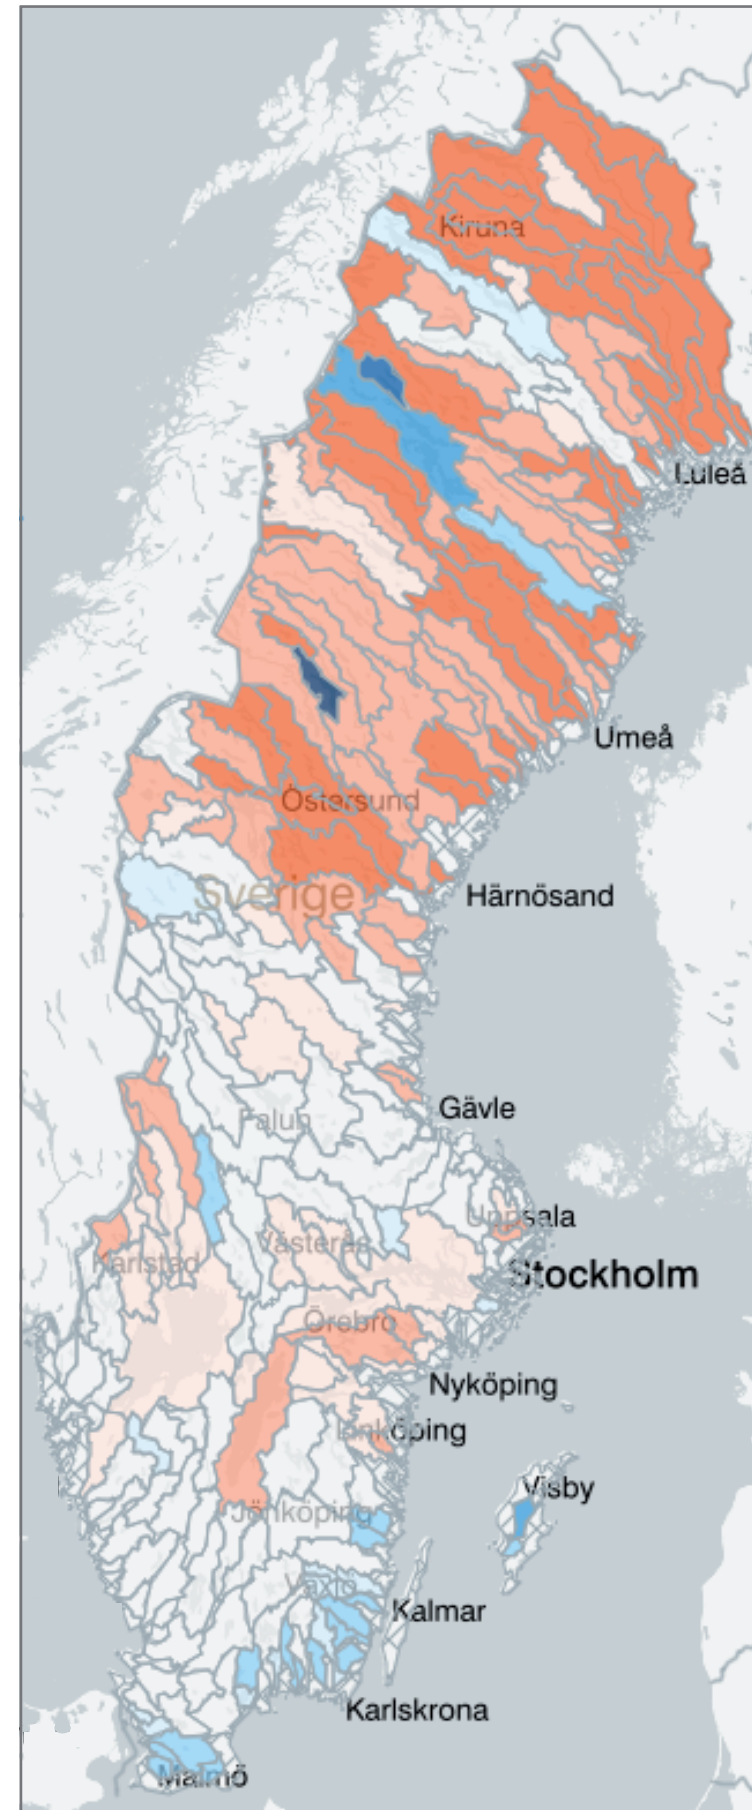 Kiruna
Luleå
Umeå
Östersund
Sverige
Härnösand
Gävle
Falun
Uppsala
Västerås
Karlstad
Stockholm
Örebro
Nyköping
Linköping
Visby
Jönköping
Växjö
Kalmar
Karlskrona
Malmö